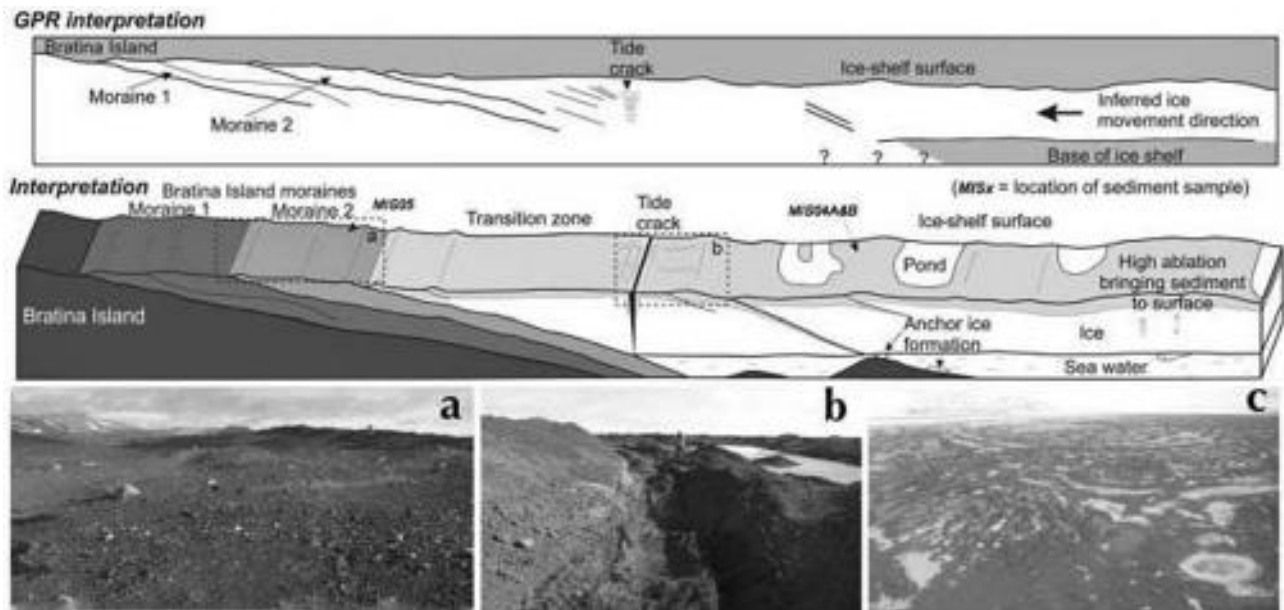 GPR interpretation
Bratina Island
Tide
crack
Ice-shelf surface
Moraine 1
Moraine 2
Inferred ice
movement direction
? ? ?
Base of ice shelf
Interpretation
(MISx = location of sediment sample)
Bratina Island moraines
Moraine 1
Moraine 2
MIS05
Transition zone
Tide
crack
MIS04A&B
Ice-shelf surface
a
b
Pond
High ablation
bringing sediment
to surface
Bratina Island
Anchor ice
formation
Ice
Sea water
a
b
c